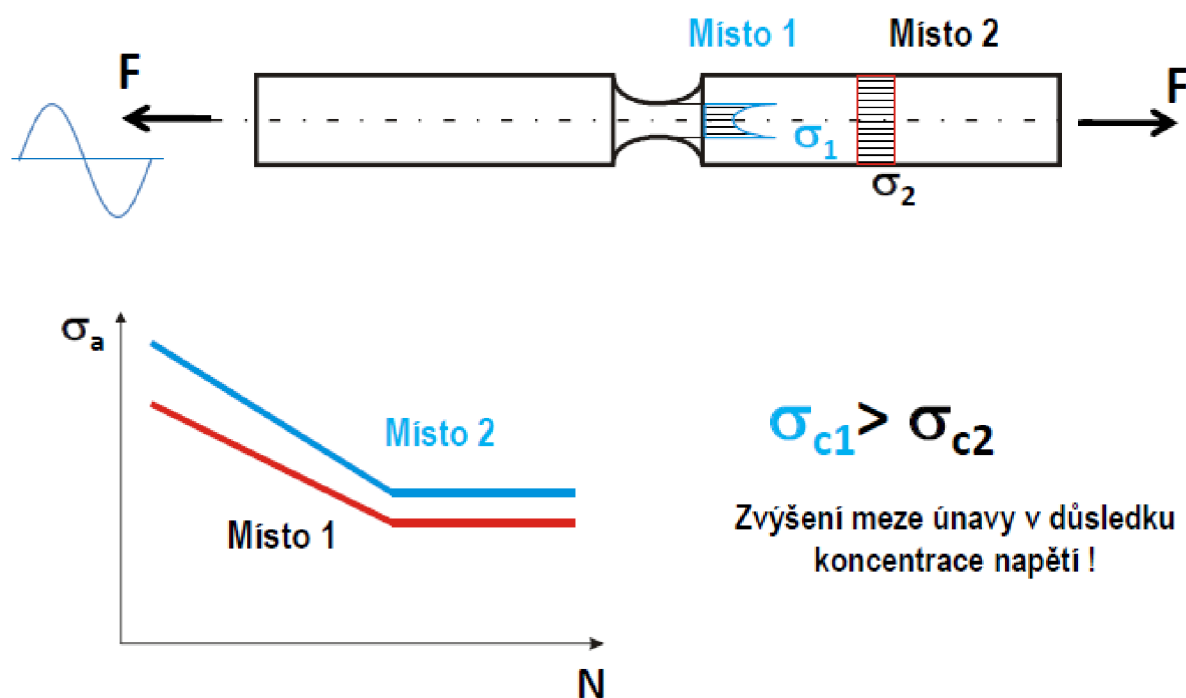 Místo 1 Místo 2
F F
σ1
σ2
σa
Místo 2
Místo 1
N
σc1> σc2
Zvýšení meze únavy v důsledku
koncentrace napětí !